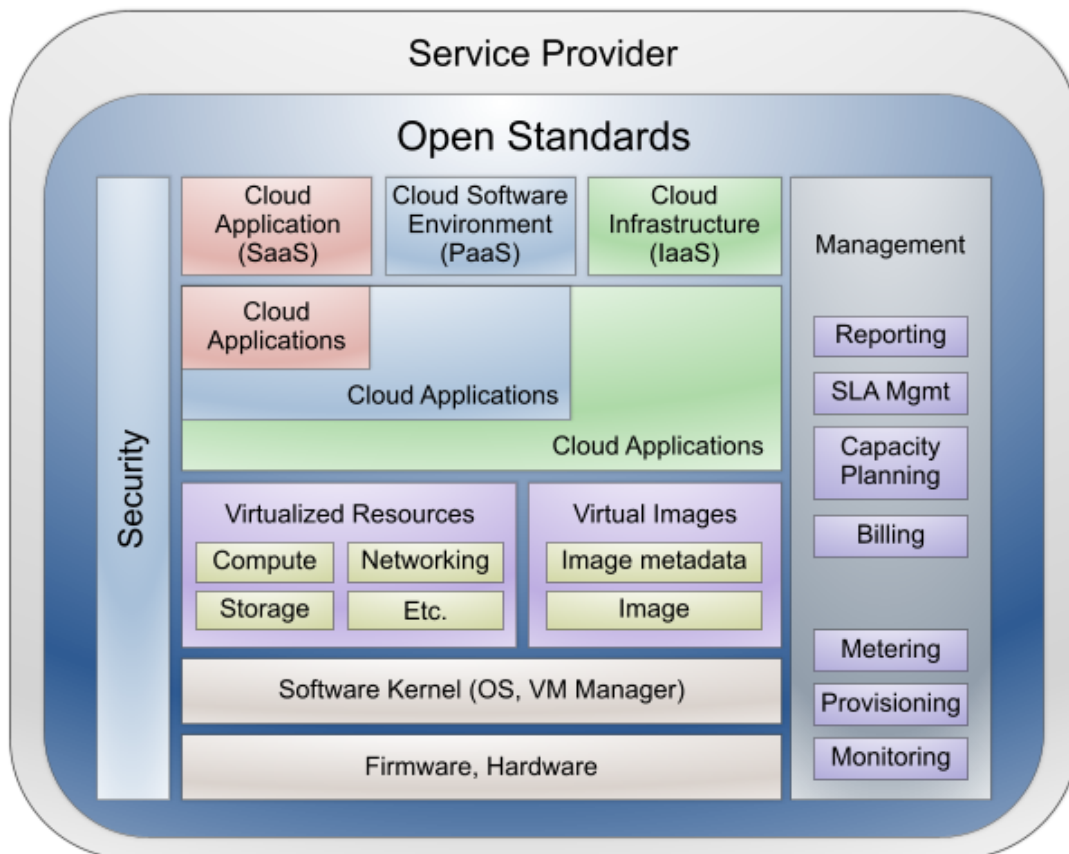 Service Provider
Open Standards
Security
Cloud
Application
(SaaS)
Cloud Software
Environment
(PaaS)
Cloud
Infrastructure
(IaaS)
Cloud
Applications
Cloud Applications
Cloud Applications
Virtualized Resources
Compute
Networking
Storage
Etc.
Virtual Images
Image metadata
Image
Software Kernel (OS, VM Manager)
Firmware, Hardware
Management
Reporting
SLA Mgmt
Capacity
Planning
Billing
Metering
Provisioning
Monitoring